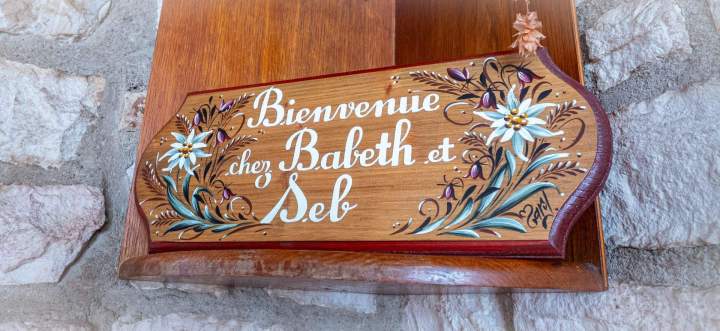 Bienvenue
chez Babeth et
Seb